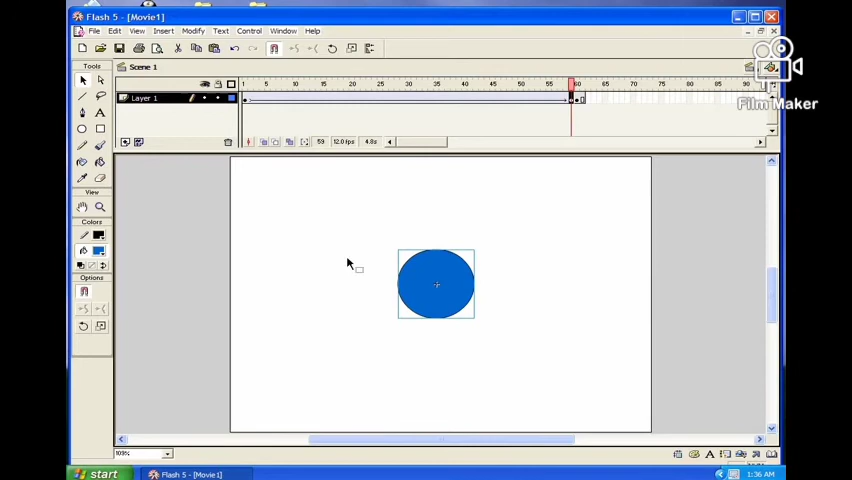 Flash 5 - [Movie1]
File Edit View Insert Modify Text Control Window Help
Tools
Scene 1
Film Maker
1 5 10 15 20 25 30 35 40 45 50 55 60 65 70 75 80 85 90
Layer 1
59 12.0 fps 4.8s
View
Colors
Options
109%
start
Flash 5 - [Movie1]
1:36 AM